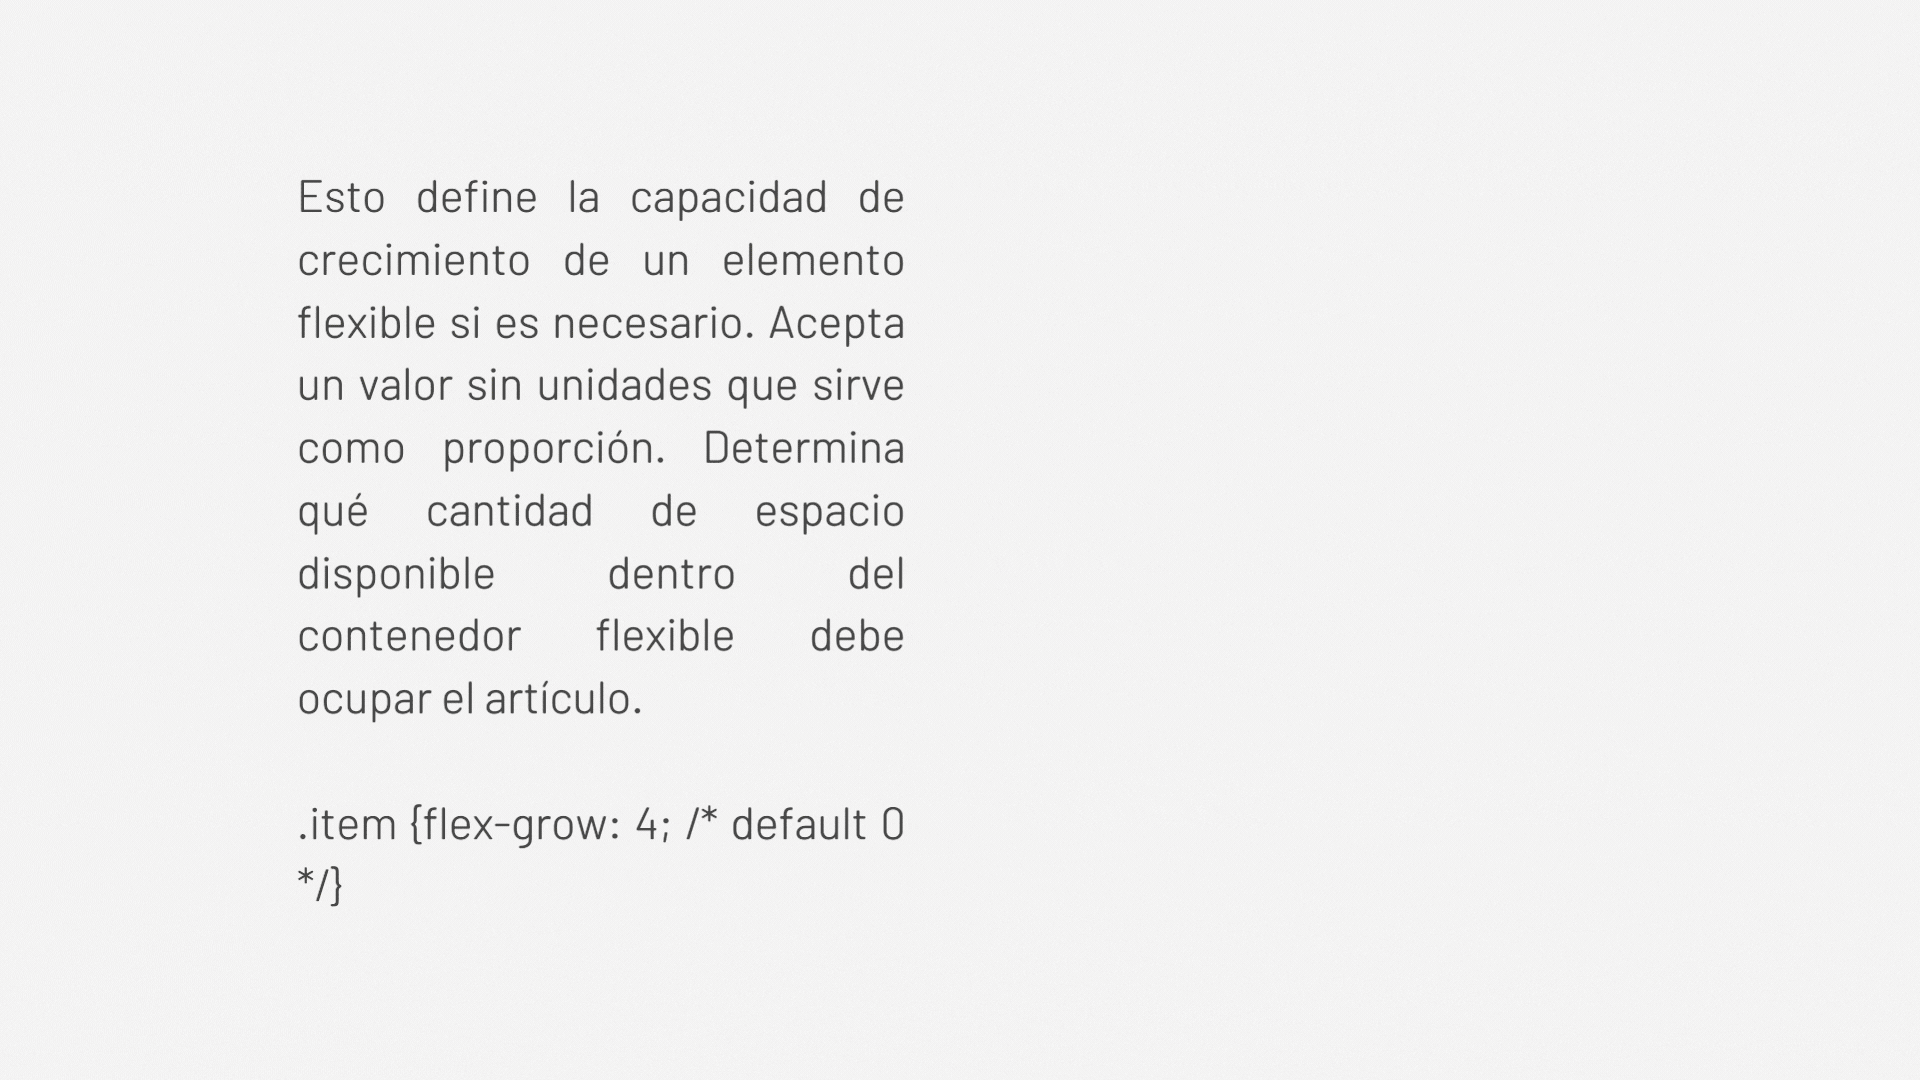 Esto define la capacidad de
crecimiento de un elemento
flexible si es necesario. Acepta
un valor sin unidades que sirve
como proporción. Determina
qué cantidad de espacio
disponible dentro del
contenedor flexible debe
ocupar el artículo.

.item {flex-grow: 4; /* default 0
*/}